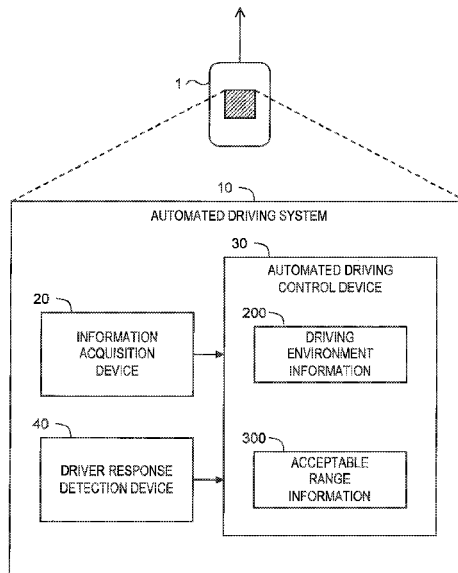 1
10
AUTOMATED DRIVING SYSTEM
30
AUTOMATED DRIVING
CONTROL DEVICE
20
INFORMATION
ACQUISITION
DEVICE
200
DRIVING
ENVIRONMENT
INFORMATION
40
DRIVER RESPONSE
DETECTION DEVICE
300
ACCEPTABLE
RANGE
INFORMATION